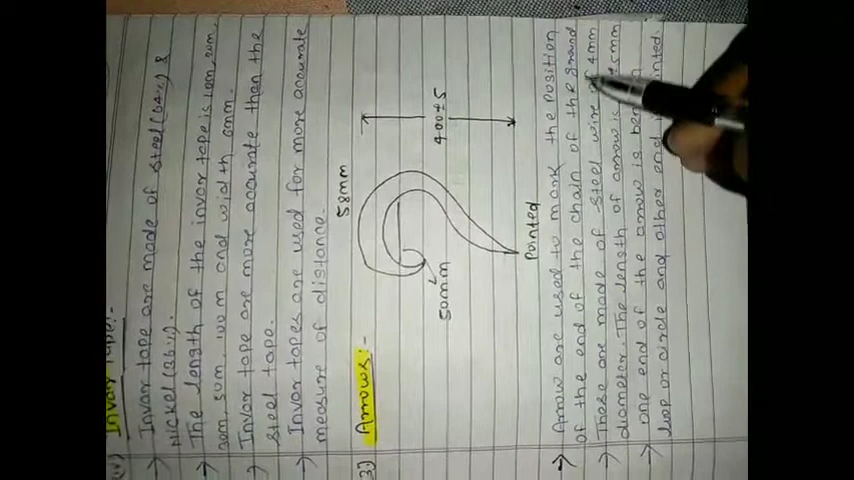 (iv) Invar Tape:-
→ Invar tape are made of steel (64%) &
Nickel (36%).
→ The length of the invar tape is 10m, 20m,
30m, 50m, 100m and width 6mm.
→ Invar tape are more accurate than the
steel tape.
→ Invar tapes are used for more accurate
measure of distance.
3) Arrows:-
58mm
50mm
400±5
Pointed
→ Arrow are used to mark the position
of the end of the chain of the ground
→ These are made of steel wire of 4mm
diameter. The length of arrow is 5mm
→ one end of the arrow is bent
loop or circle and other end